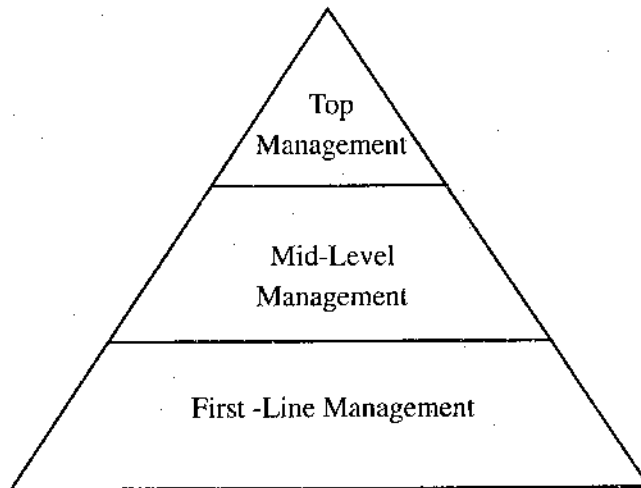 Top
Management
Mid-Level
Management
First -Line Management